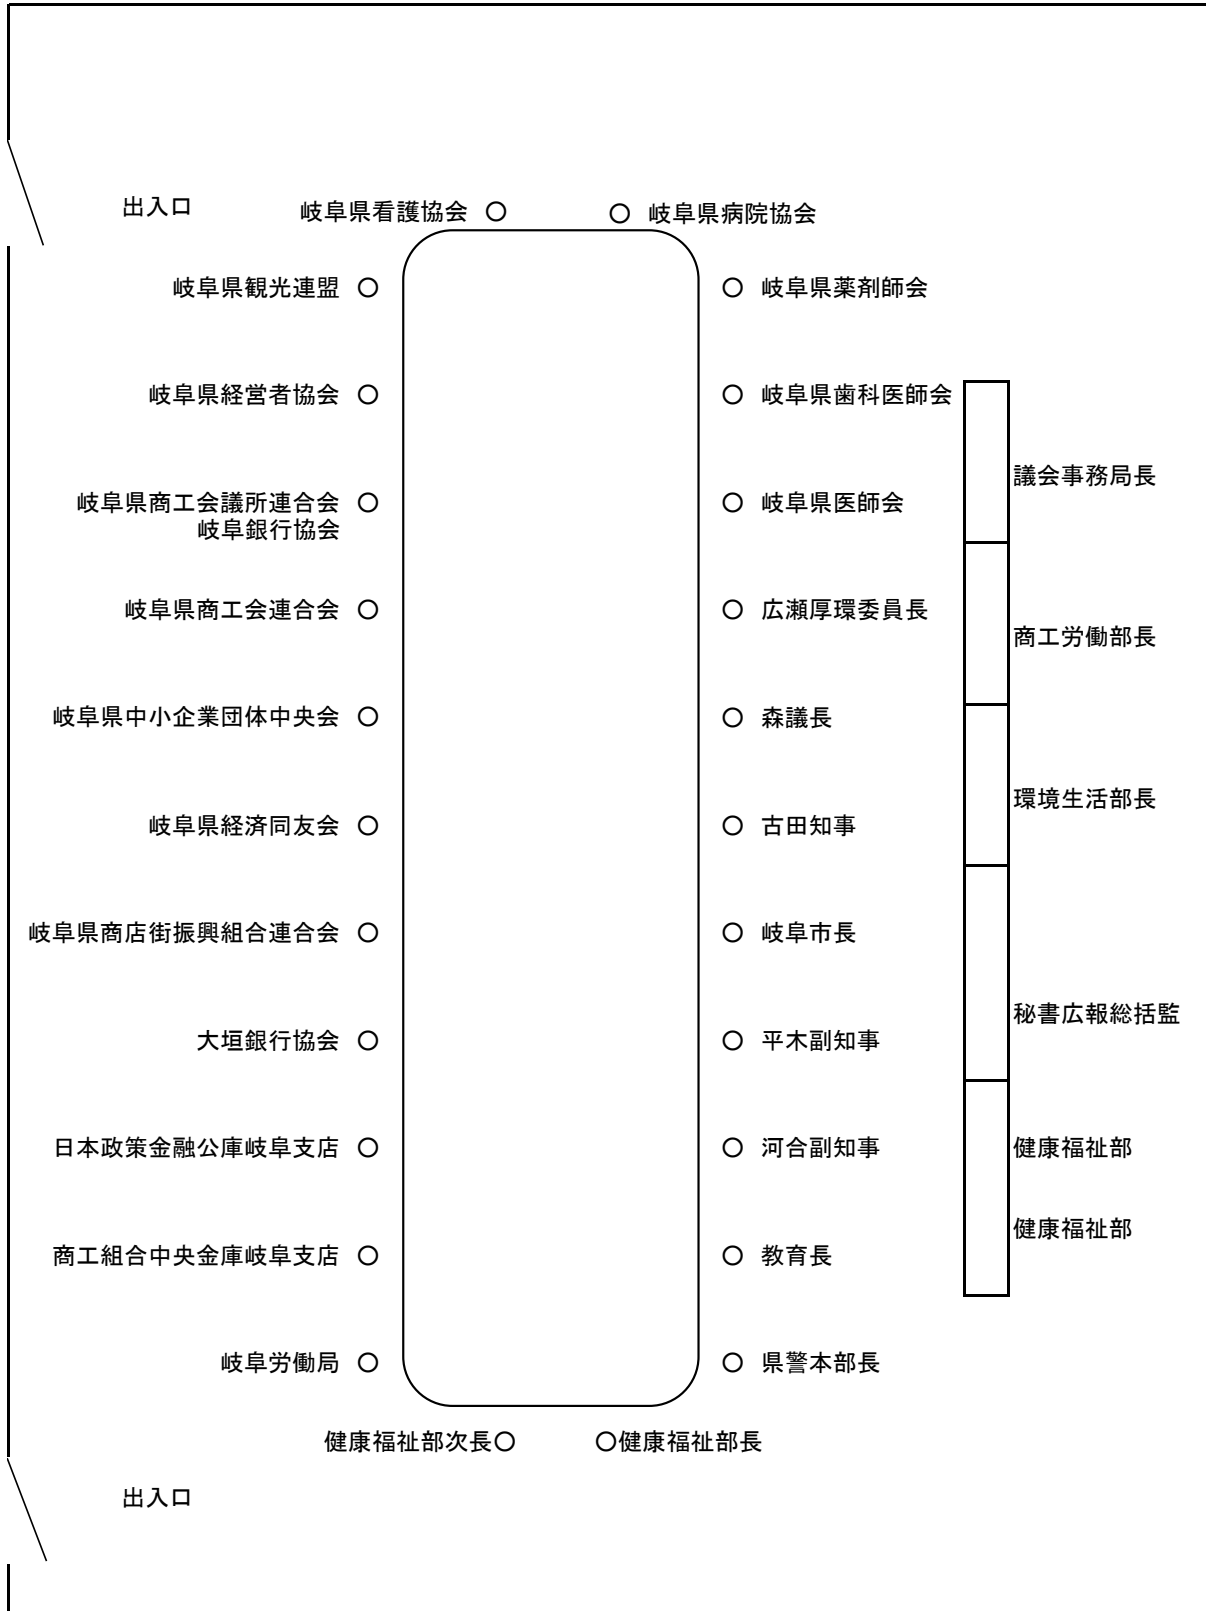 出入口
岐阜県看護協会 ○
○ 岐阜県病院協会
岐阜県観光連盟 ○
○ 岐阜県薬剤師会
岐阜県経営者協会 ○
○ 岐阜県歯科医師会
議会事務局長
岐阜県商工会議所連合会 ○
岐阜銀行協会
○ 岐阜県医師会
岐阜県商工会連合会 ○
○ 広瀬厚環委員長
商工労働部長
岐阜県中小企業団体中央会 ○
○ 森議長
環境生活部長
岐阜県経済同友会 ○
○ 古田知事
岐阜県商店街振興組合連合会 ○
○ 岐阜市長
秘書広報総括監
大垣銀行協会 ○
○ 平木副知事
日本政策金融公庫岐阜支店 ○
○ 河合副知事
健康福祉部
健康福祉部
商工組合中央金庫岐阜支店 ○
○ 教育長
岐阜労働局 ○
○ 県警本部長
健康福祉部次長○
○健康福祉部長
出入口